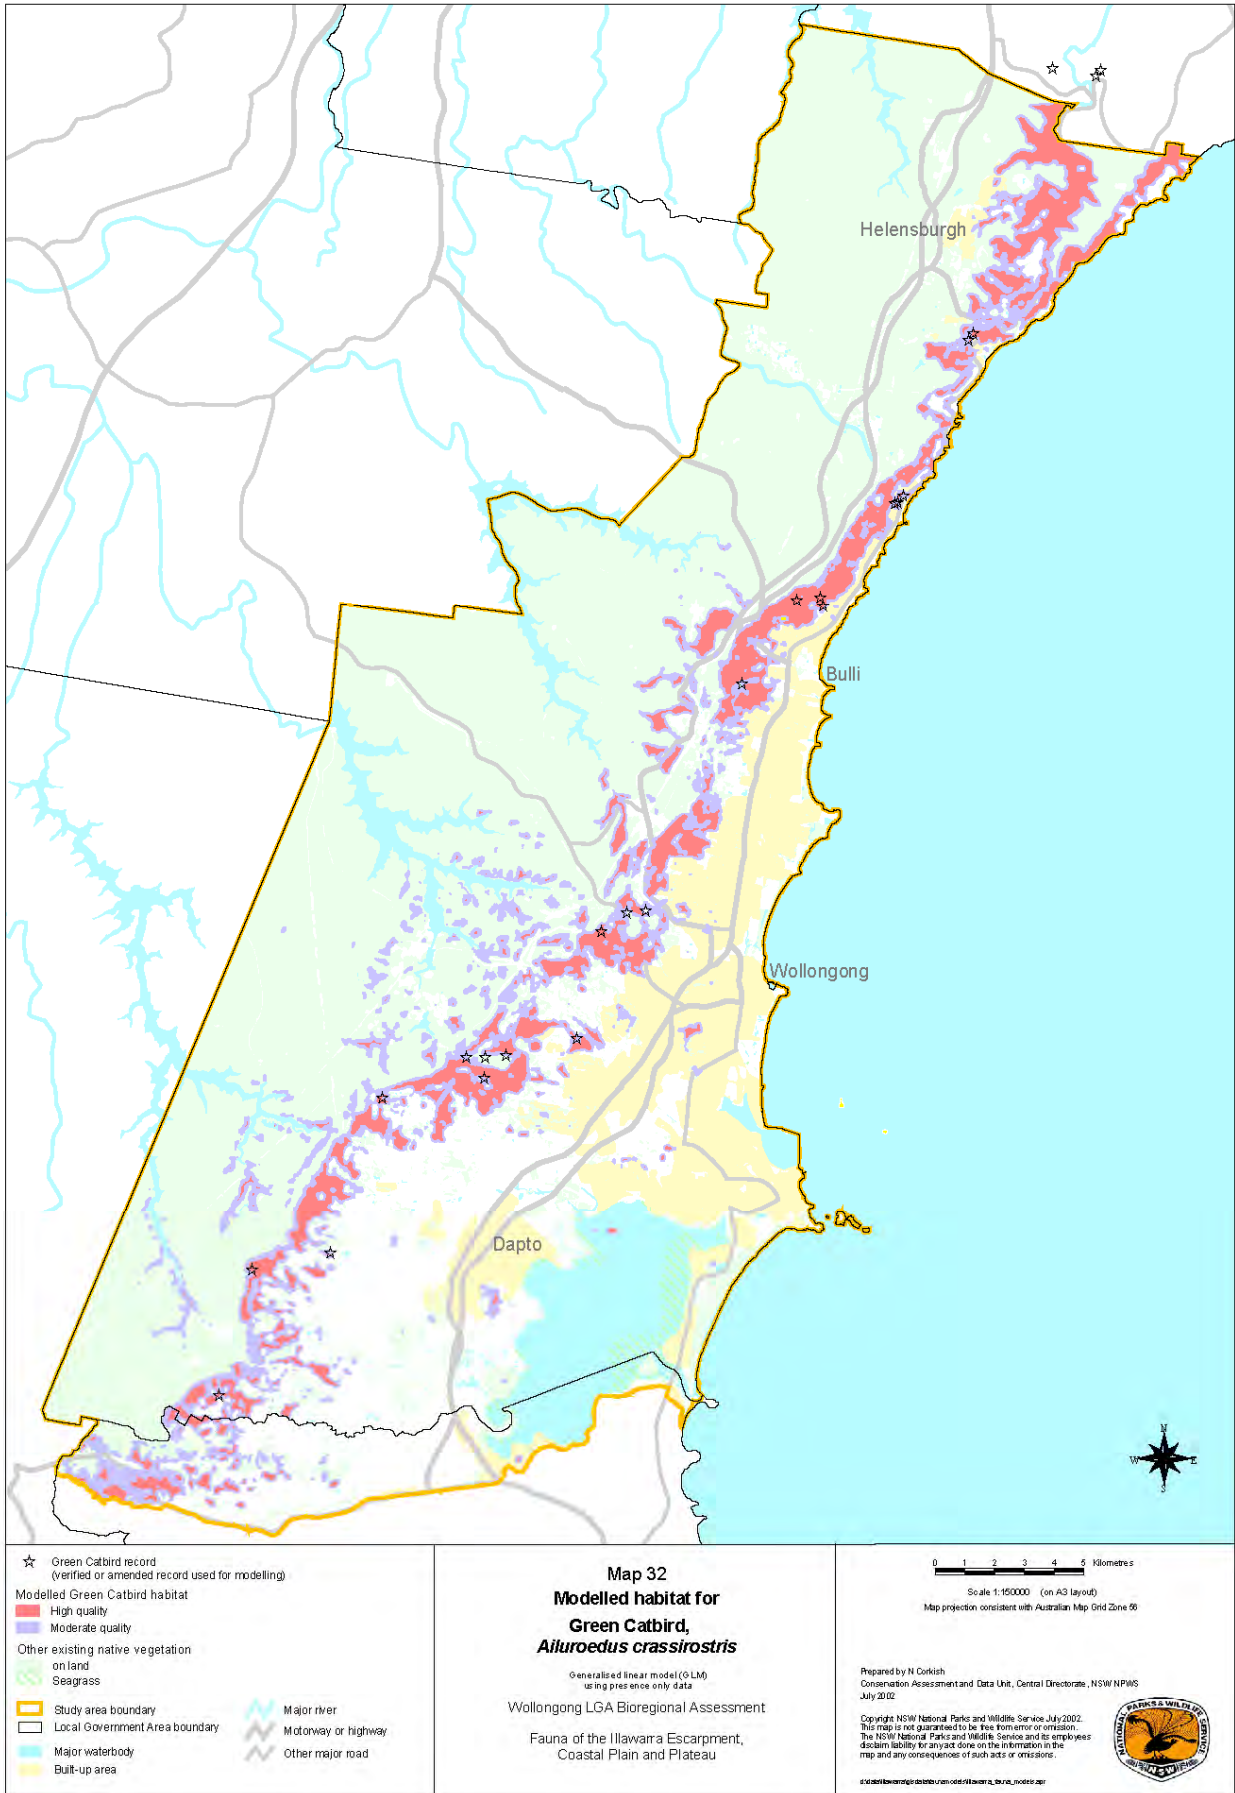 Helensburgh
Bulli
Wollongong
Dapto
N
W
E
S
Green Catbird record
(verified or amended record used for modelling)
Modelled Green Catbird habitat
High quality
Moderate quality
Other existing native vegetation
on land
Seagrass
Study area boundary
Local Government Area boundary
Major waterbody
Built-up area
Major river
Motorway or highway
Other major road
Map 32
Modelled habitat for
Green Catbird,
Ailuroedus crassirostris
Generalised linear model (GLM)
using presence only data
Wollongong LGA Bioregional Assessment
Fauna of the Illawarra Escarpment,
Coastal Plain and Plateau
0 1 2 3 4 5 Kilometres
Scale 1:150000 (on A3 layout)
Map projection consistent with Australian Map Grid Zone 56
Prepared by N Corkish
Conservation Assessment and Data Unit, Central Directorate, NSW NPWS
July 2002
Copyright NSW National Parks and Wildlife Service July 2002.
This map is not guaranteed to be free from error or omission.
The NSW National Parks and Wildlife Service and its employees
disclaim liability for any act done on the information in the
map and any consequences of such acts or omissions.
NATIONAL PARKS & WILDLIFE SERVICE
NSW